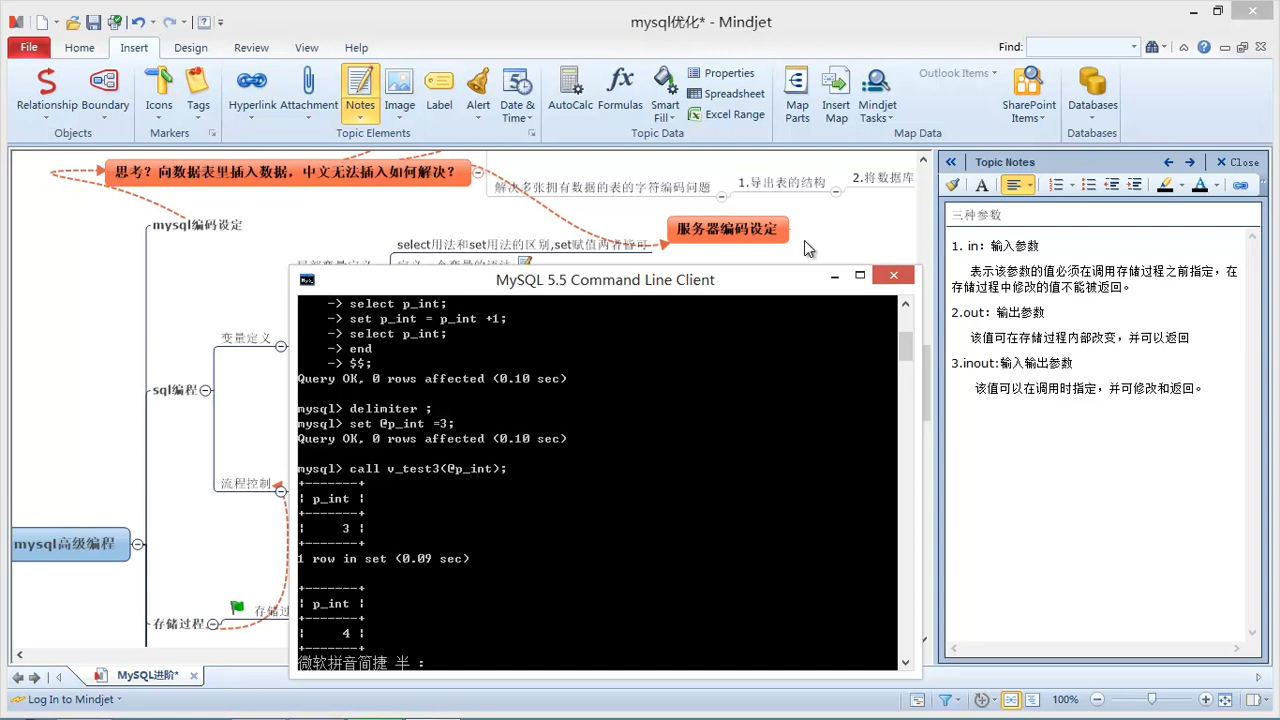 mysql优化* - Mindjet
File Home Insert Design Review View Help
Find:
Relationship Boundary Icons Tags Hyperlink Attachment Notes Image Label Alert Date & Time AutoCalc Formulas Smart Fill
Properties
Spreadsheet
Excel Range
Map Parts Insert Map Mindjet Tasks
Outlook Items
SharePoint Items
Databases
Objects Markers Topic Elements Topic Data Map Data Databases
思考？向数据表里插入数据，中文无法插入如何解决？
解决多张拥有数据的表的字符编码问题
1.导出表的结构
2.将数据库
mysql编码设定
服务器编码设定
select用法和set用法的区别,set赋值两者皆可
变量定义
sql编程
流程控制
mysql高级编程
存储过程
存储过
MySQL 5.5 Command Line Client
-> select p_int;
-> set p_int = p_int +1;
-> select p_int;
-> end
-> $$;
Query OK, 0 rows affected (0.10 sec)
mysql> delimiter ;
mysql> set @p_int =3;
Query OK, 0 rows affected (0.10 sec)
mysql> call v_test3(@p_int);
+-------+
| p_int |
+-------+
| 3 |
+-------+
1 row in set (0.09 sec)
+-------+
| p_int |
+-------+
| 4 |
+-------+
微软拼音简捷 半 ：
Topic Notes
Close
三种参数
1. in：输入参数
表示该参数的值必须在调用存储过程之前指定，在
存储过程中修改的值不能被返回。
2.out：输出参数
该值可在存储过程内部改变，并可以返回
3.inout:输入输出参数
该值可以在调用时指定，并可修改和返回。
MySQL进阶*
Log In to Mindjet
100%